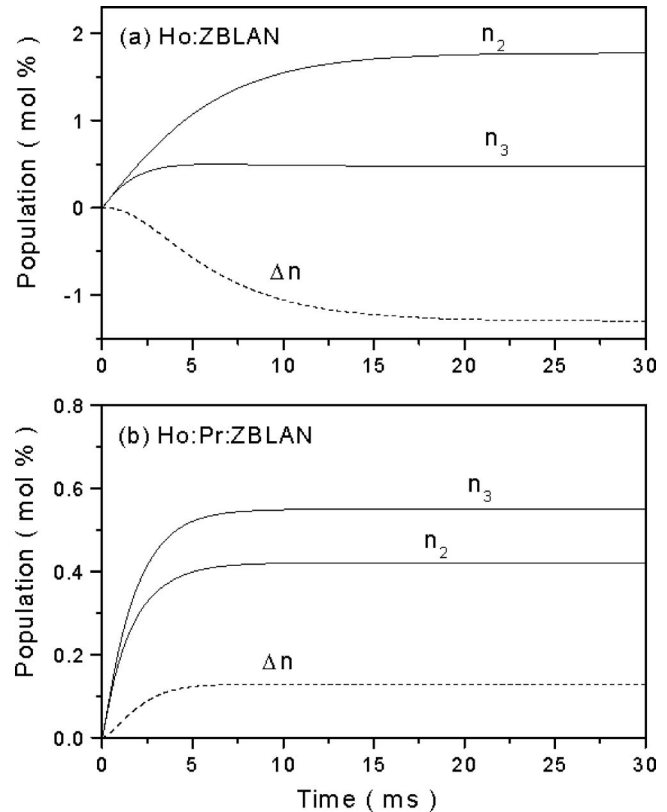 (a) Ho:ZBLAN
n₂
n₃
Δn
2
1
0
-1
Population ( mol % )
0 5 10 15 20 25 30
(b) Ho:Pr:ZBLAN
n₃
n₂
Δn
0.8
0.6
0.4
0.2
0.0
Population ( mol % )
0 5 10 15 20 25 30
Time ( ms )